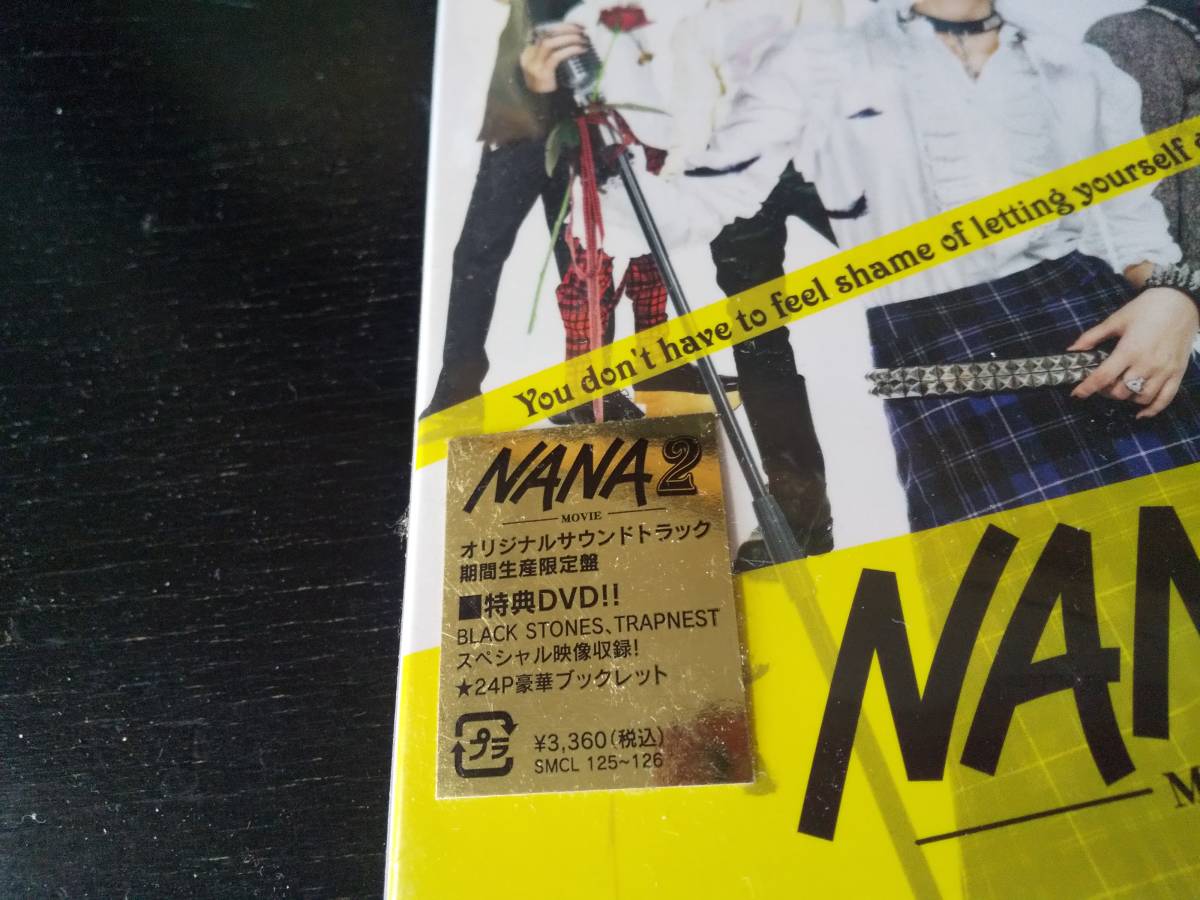 You don't have to feel shame of letting yourself
NANA2
MOVIE
オリジナルサウンドトラック
期間生産限定盤
■特典DVD!!
BLACK STONES、TRAPNEST
スペシャル映像収録!
★24P豪華ブックレット
プラ
¥3,360(税込)
SMCL 125~126
NAN
M